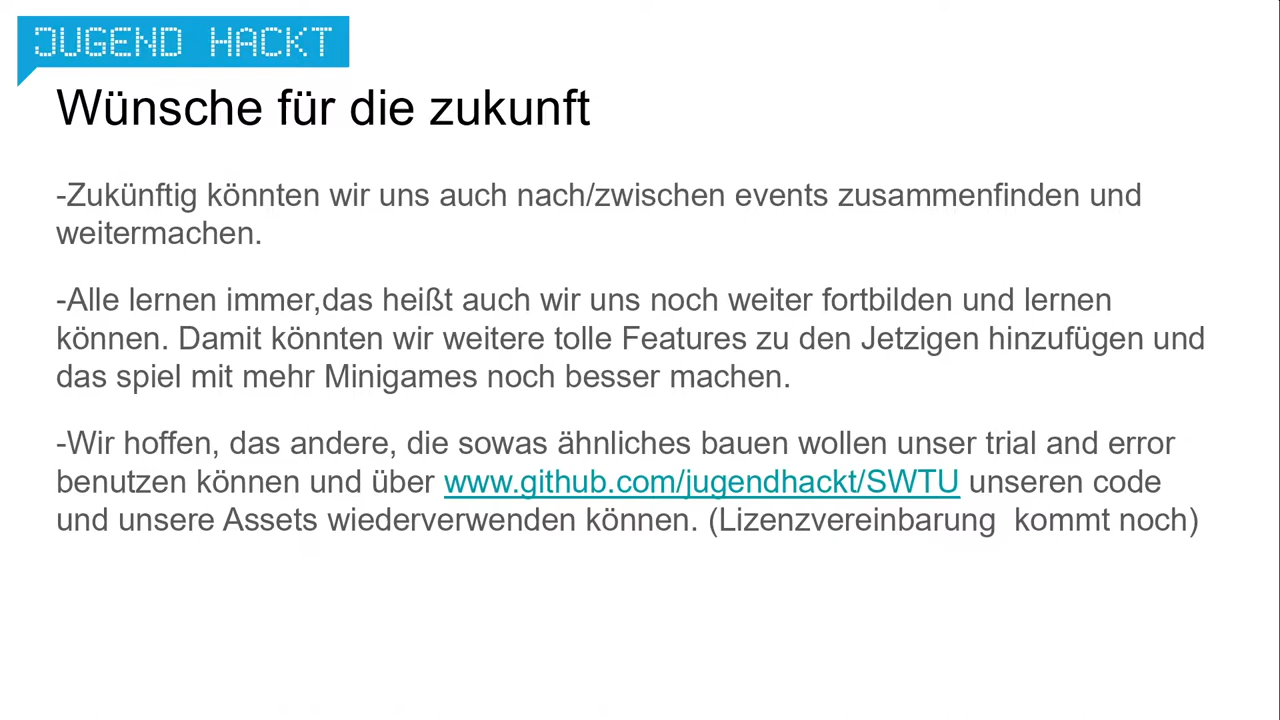 JUGEND HACKT
Wünsche für die zukunft
-Zukünftig könnten wir uns auch nach/zwischen events zusammenfinden und
weitermachen.
-Alle lernen immer,das heißt auch wir uns noch weiter fortbilden und lernen
können. Damit könnten wir weitere tolle Features zu den Jetzigen hinzufügen und
das spiel mit mehr Minigames noch besser machen.
-Wir hoffen, das andere, die sowas ähnliches bauen wollen unser trial and error
benutzen können und über www.github.com/jugendhackt/SWTU unseren code
und unsere Assets wiederverwenden können. (Lizenzvereinbarung  kommt noch)